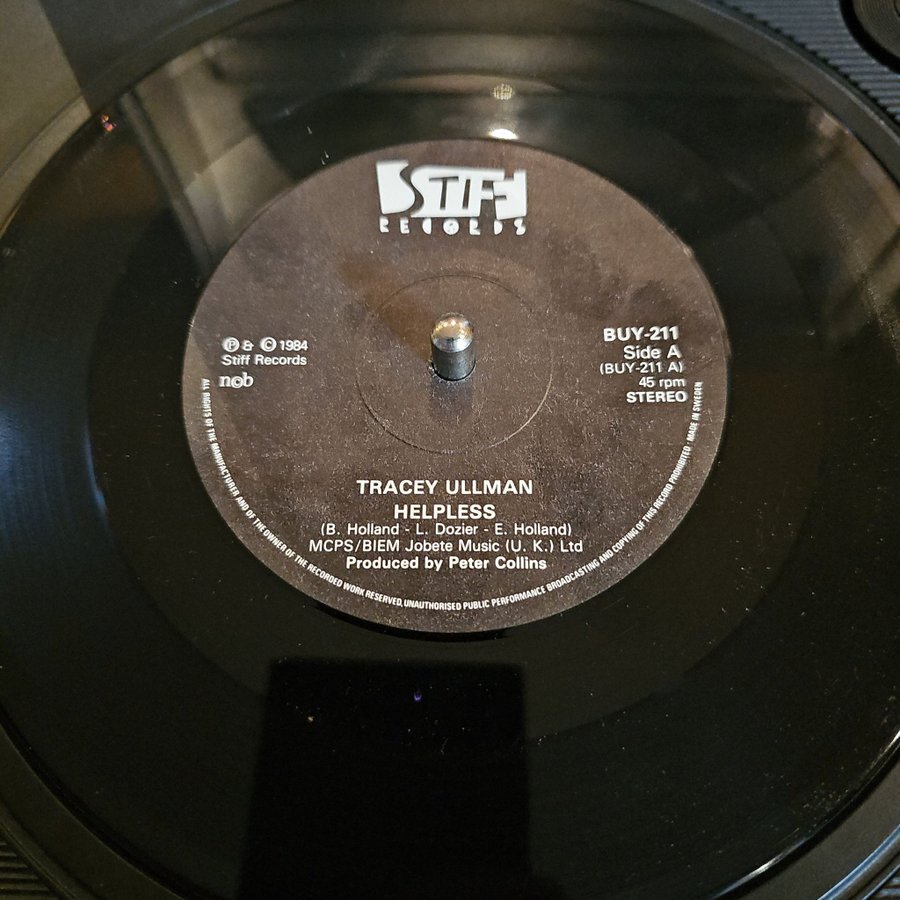 STIFF
RECORDS
Ⓟ & © 1984
Stiff Records
n©b
BUY-211
Side A
(BUY-211 A)
45 rpm
STEREO
TRACEY ULLMAN
HELPLESS
(B. Holland - L. Dozier - E. Holland)
MCPS/BIEM Jobete Music (U. K.) Ltd
Produced by Peter Collins
ALL RIGHTS OF THE MANUFACTURER AND OF THE OWNER OF THE RECORDED WORK RESERVED, UNAUTHORISED PUBLIC PERFORMANCE BROADCASTING AND COPYING OF THIS RECORD PROHIBITED · MADE IN SWEDEN